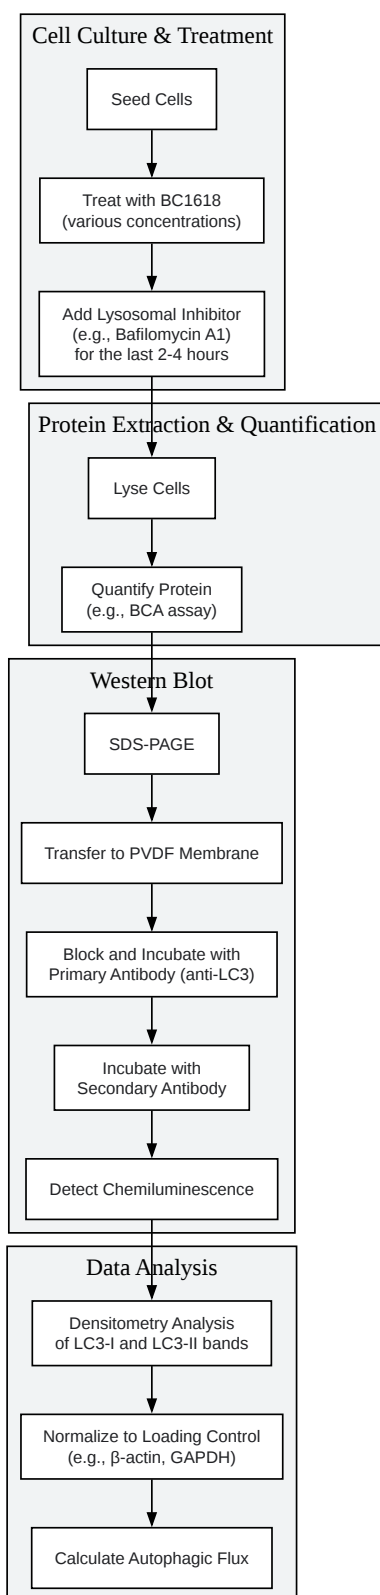 Cell Culture & Treatment
Seed Cells
Treat with BC1618
(various concentrations)
Add Lysosomal Inhibitor
(e.g., Bafilomycin A1)
for the last 2-4 hours
Protein Extraction & Quantification
Lyse Cells
Quantify Protein
(e.g., BCA assay)
Western Blot
SDS-PAGE
Transfer to PVDF Membrane
Block and Incubate with
Primary Antibody (anti-LC3)
Incubate with
Secondary Antibody
Detect Chemiluminescence
Data Analysis
Densitometry Analysis
of LC3-I and LC3-II bands
Normalize to Loading Control
(e.g., β-actin, GAPDH)
Calculate Autophagic Flux